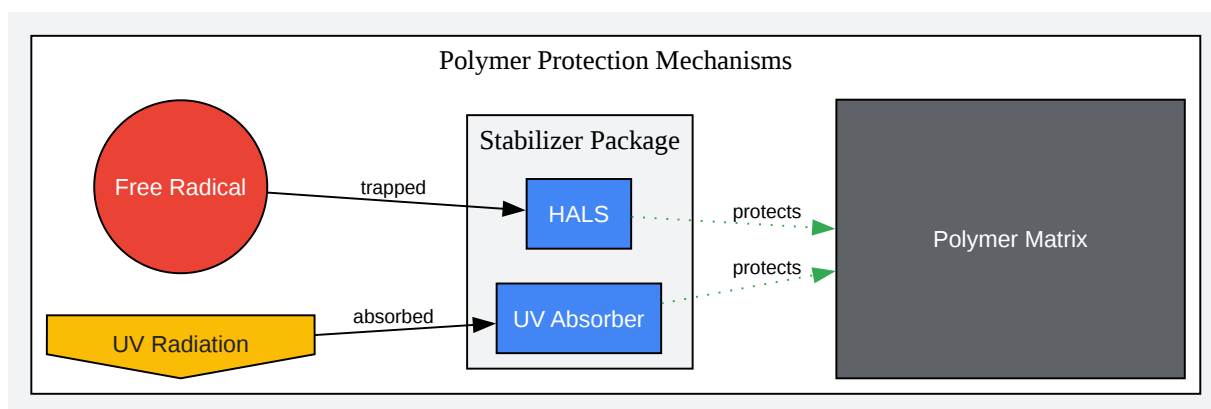 Polymer Protection Mechanisms
Stabilizer Package
Free Radical
trapped
HALS
protects
Polymer Matrix
protects
UV Radiation
absorbed
UV Absorber